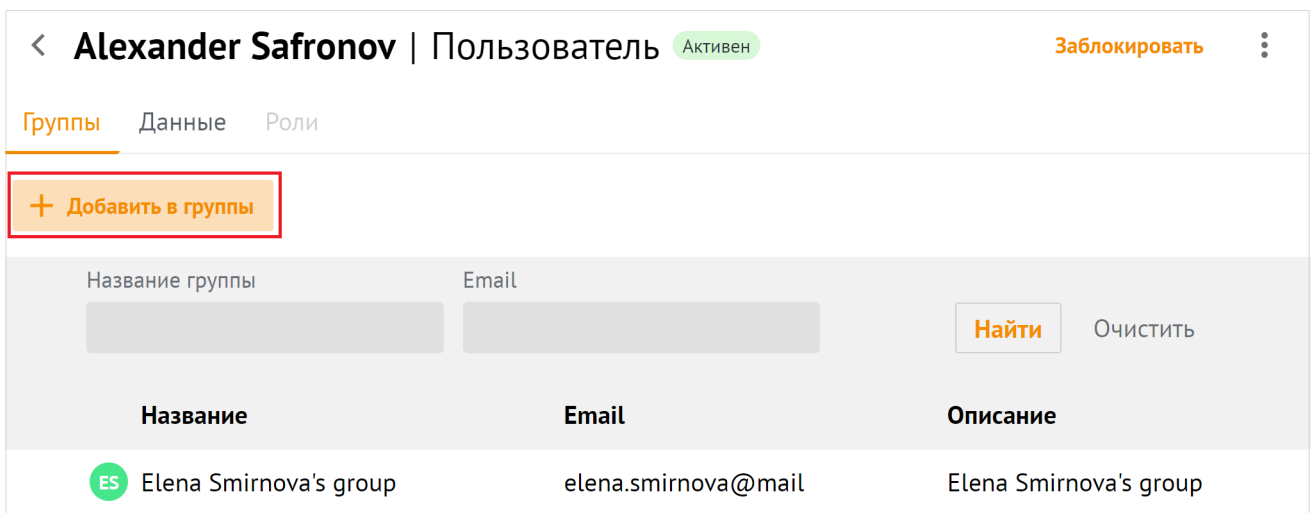 Alexander Safronov | Пользователь Активен Заблокировать
Группы Данные Роли
+ Добавить в группы
Название группы Email
Найти Очистить
Название Email Описание
ES Elena Smirnova's group elena.smirnova@mail Elena Smirnova's group